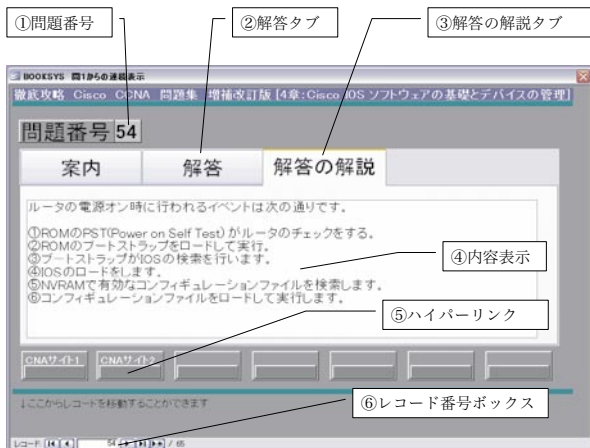 ①問題番号
②解答タブ
③解答の解説タブ
BOOKSYS 問1からの連続表示
徹底攻略 Cisco CCNA 問題集 増補改訂版 [4章:Cisco IOS ソフトウェアの基礎とデバイスの管理]
問題番号 54
案内
解答
解答の解説
ルータの電源オン時に行われるイベントは次の通りです。
①ROMのPST(Power on Self Test)がルータのチェックをする。
②ROMのブートストラップをロードして実行。
③ブートストラップがIOSの検索を行います。
④IOSのロードをします。
⑤NVRAMで有効なコンフィギュレーションファイルを検索します。
⑥コンフィギュレーションファイルをロードして実行します。
④内容表示
⑤ハイパーリンク
CNAサイト1
CNAサイト2
↓ここからレコードを移動することができます
⑥レコード番号ボックス
レコード: 54 / 65